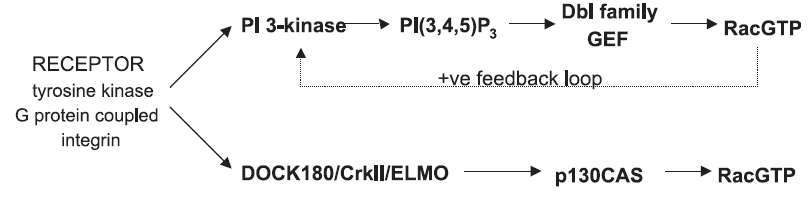 PI 3-kinase
PI(3,4,5)P3
Dbl family
GEF
RacGTP
+ve feedback loop
RECEPTOR
tyrosine kinase
G protein coupled
integrin
DOCK180/CrkII/ELMO
p130CAS
RacGTP